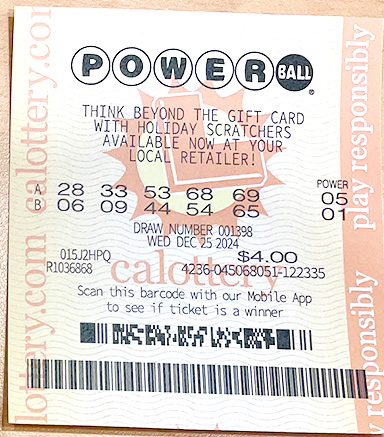 POWERBALL
THINK BEYOND THE GIFT CARD
WITH HOLIDAY SCRATCHERS
AVAILABLE NOW AT YOUR
LOCAL RETAILER!
POWER
A 28 33 53 68 69 05
B 06 09 44 54 65 01
DRAW NUMBER 001398
WED DEC 25 2024
015J2HPQ $4.00
R1036868 4236-045068051-122335
calottery
Scan this barcode with our Mobile App
to see if ticket is a winner
lottery.com calottery.co
play responsibly
responsibly